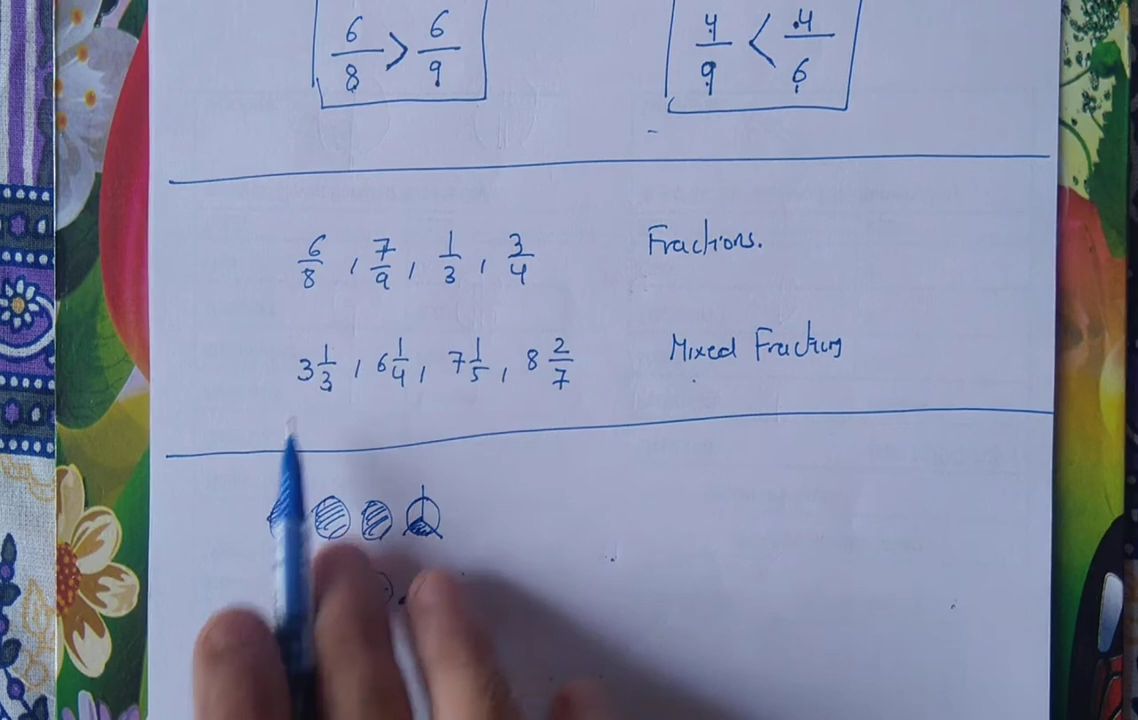 6/8 > 6/9 4/9 < 4/6
6/8, 7/9, 1/3, 3/4 Fractions.
3 1/3, 6 1/4, 7 1/5, 8 2/7 Mixed Fraction